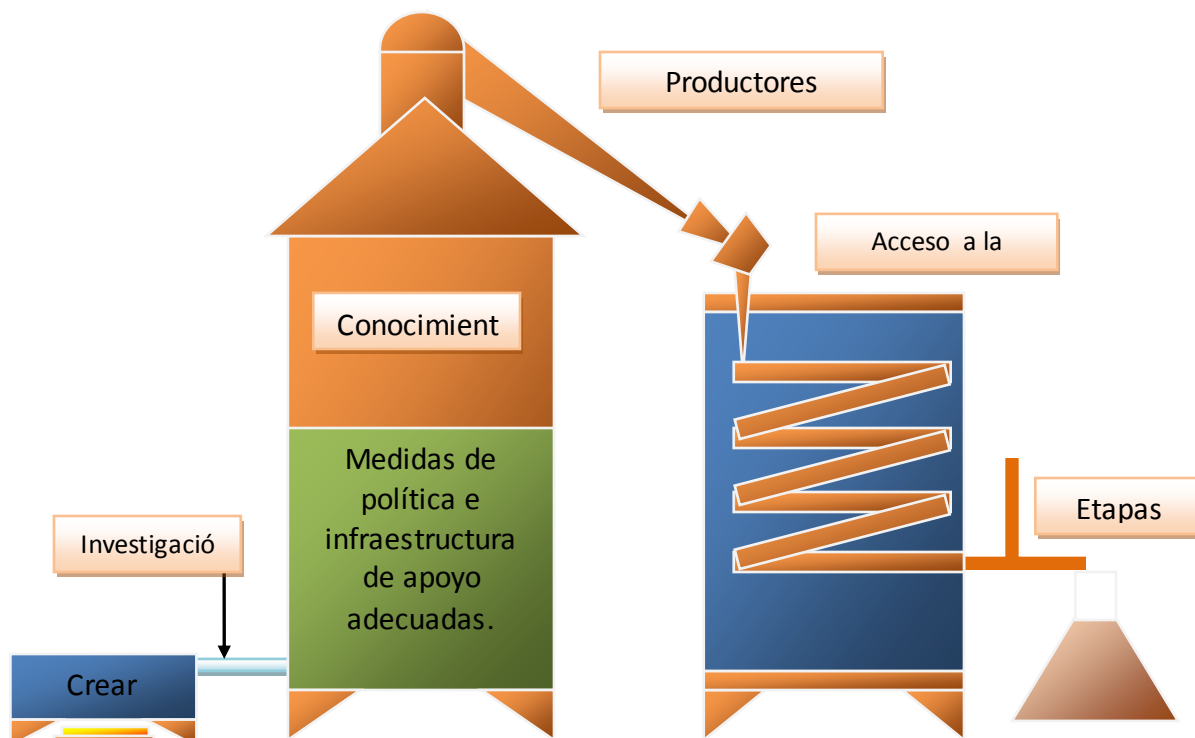 Productores
Acceso a la
Conocimient
Medidas de
política e
infraestructura
de apoyo
adecuadas.
Etapas
Investigació
Crear